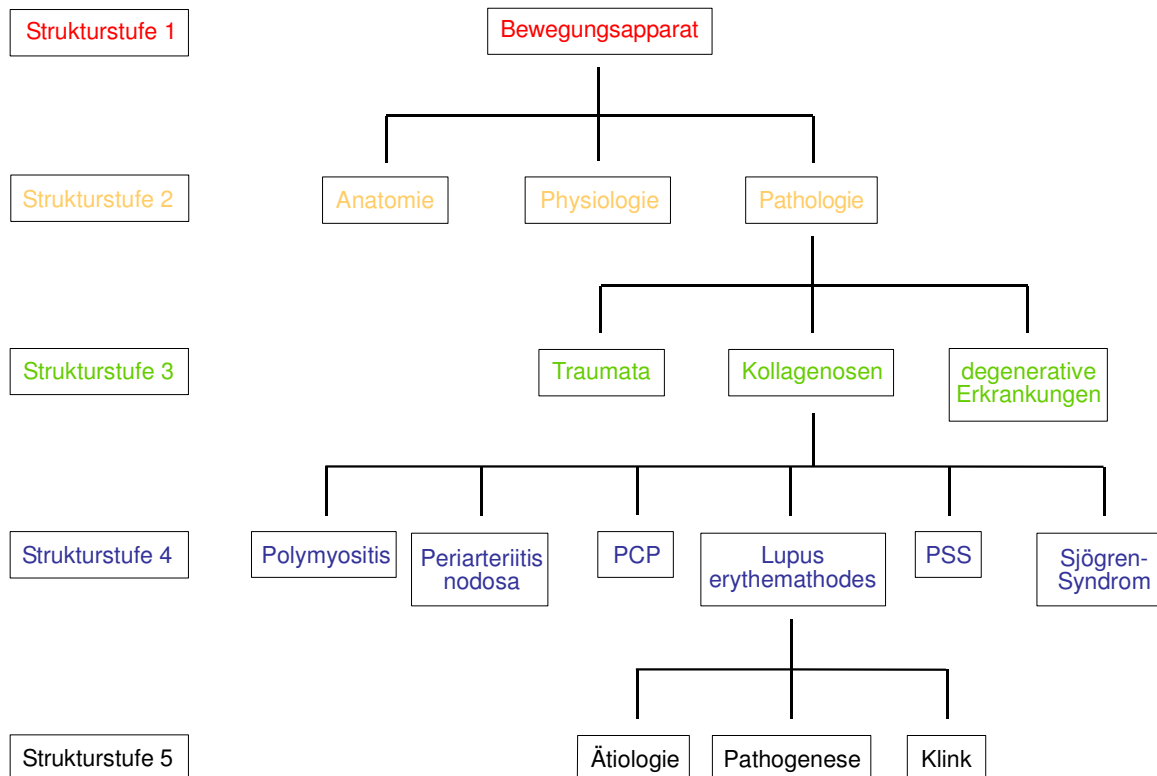 Strukturstufe 1
Bewegungsapparat
Strukturstufe 2
Anatomie
Physiologie
Pathologie
Strukturstufe 3
Traumata
Kollagenosen
degenerative
Erkrankungen
Strukturstufe 4
Polymyositis
Periarteriitis
nodosa
PCP
Lupus
erythemathodes
PSS
Sjögren-
Syndrom
Strukturstufe 5
Ätiologie
Pathogenese
Klink